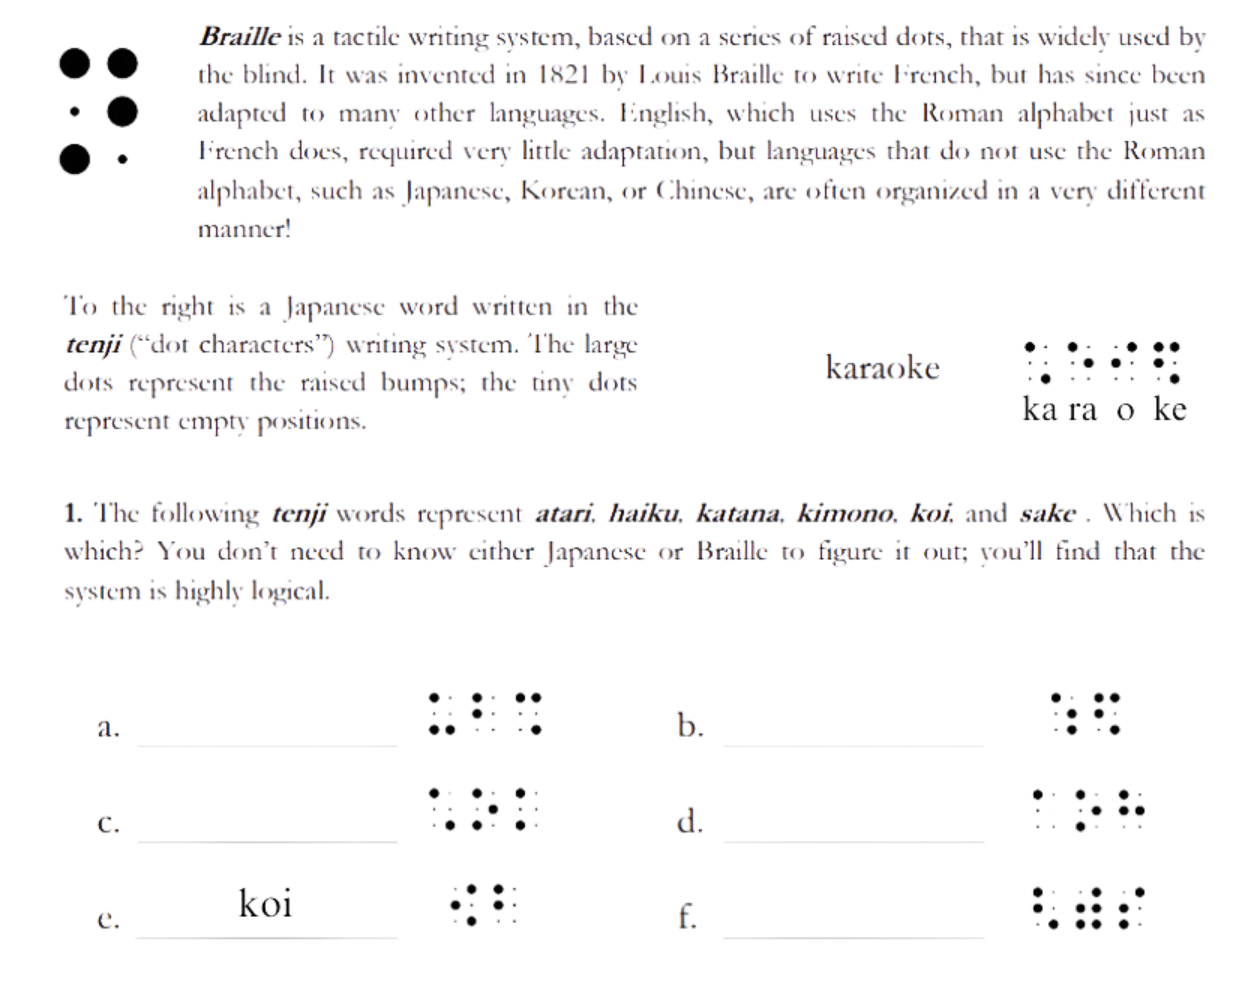 Braille is a tactile writing system, based on a series of raised dots, that is widely used by
the blind. It was invented in 1821 by Louis Braille to write French, but has since been
adapted to many other languages. English, which uses the Roman alphabet just as
French does, required very little adaptation, but languages that do not use the Roman
alphabet, such as Japanese, Korean, or Chinese, are often organized in a very different
manner!
To the right is a Japanese word written in the
tenji (“dot characters”) writing system. The large
dots represent the raised bumps; the tiny dots
represent empty positions.
karaoke
⠡⠑⠊⠫
ka ra o ke
1. The following tenji words represent atari, haiku, katana, kimono, koi, and sake . Which is
which? You don’t need to know either Japanese or Braille to figure it out; you’ll find that the
system is highly logical.
a. ⠥⠃⠩
b. ⠱⠫
c. ⠡⠕⠅
d. ⠁⠕⠓
e. koi ⠪⠃
f. ⠣⠾⠎